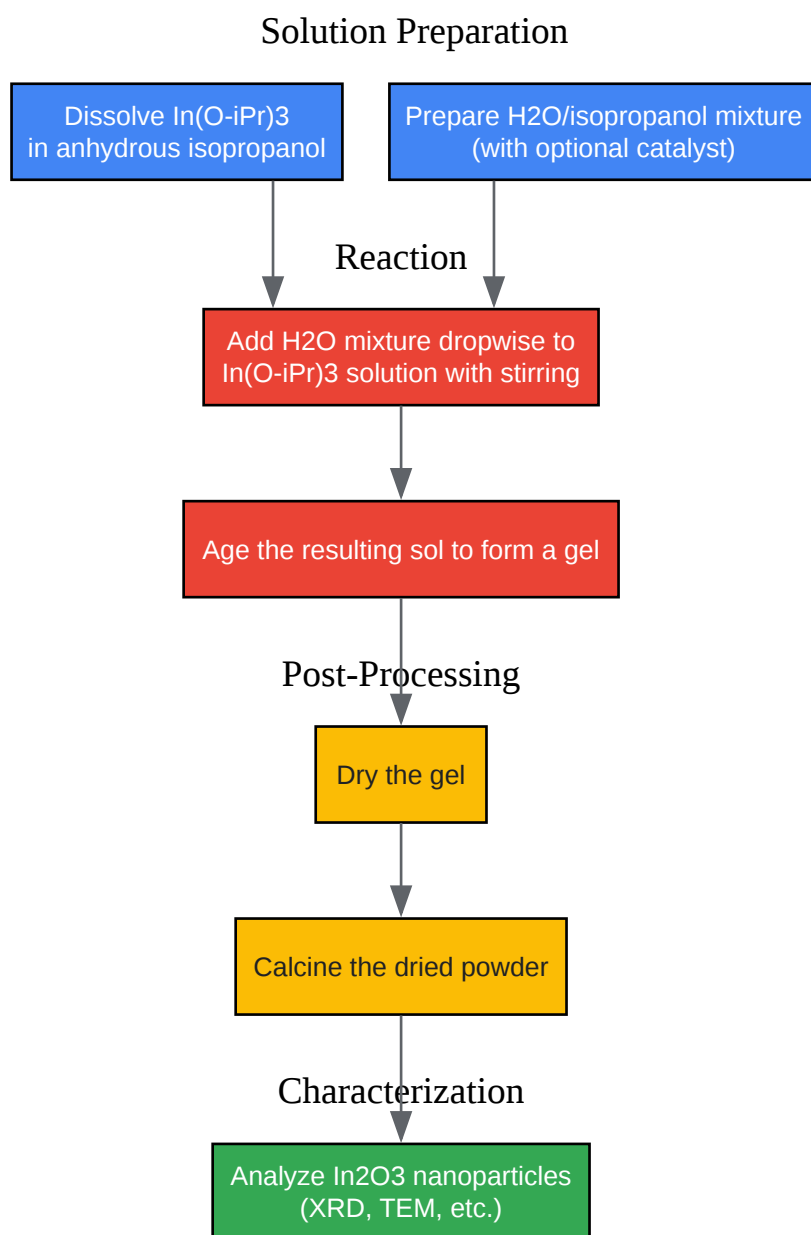 Solution Preparation
Dissolve In(O-iPr)3
in anhydrous isopropanol
Prepare H2O/isopropanol mixture
(with optional catalyst)
Reaction
Add H2O mixture dropwise to
In(O-iPr)3 solution with stirring
Age the resulting sol to form a gel
Post-Processing
Dry the gel
Calcine the dried powder
Characterization
Analyze In2O3 nanoparticles
(XRD, TEM, etc.)